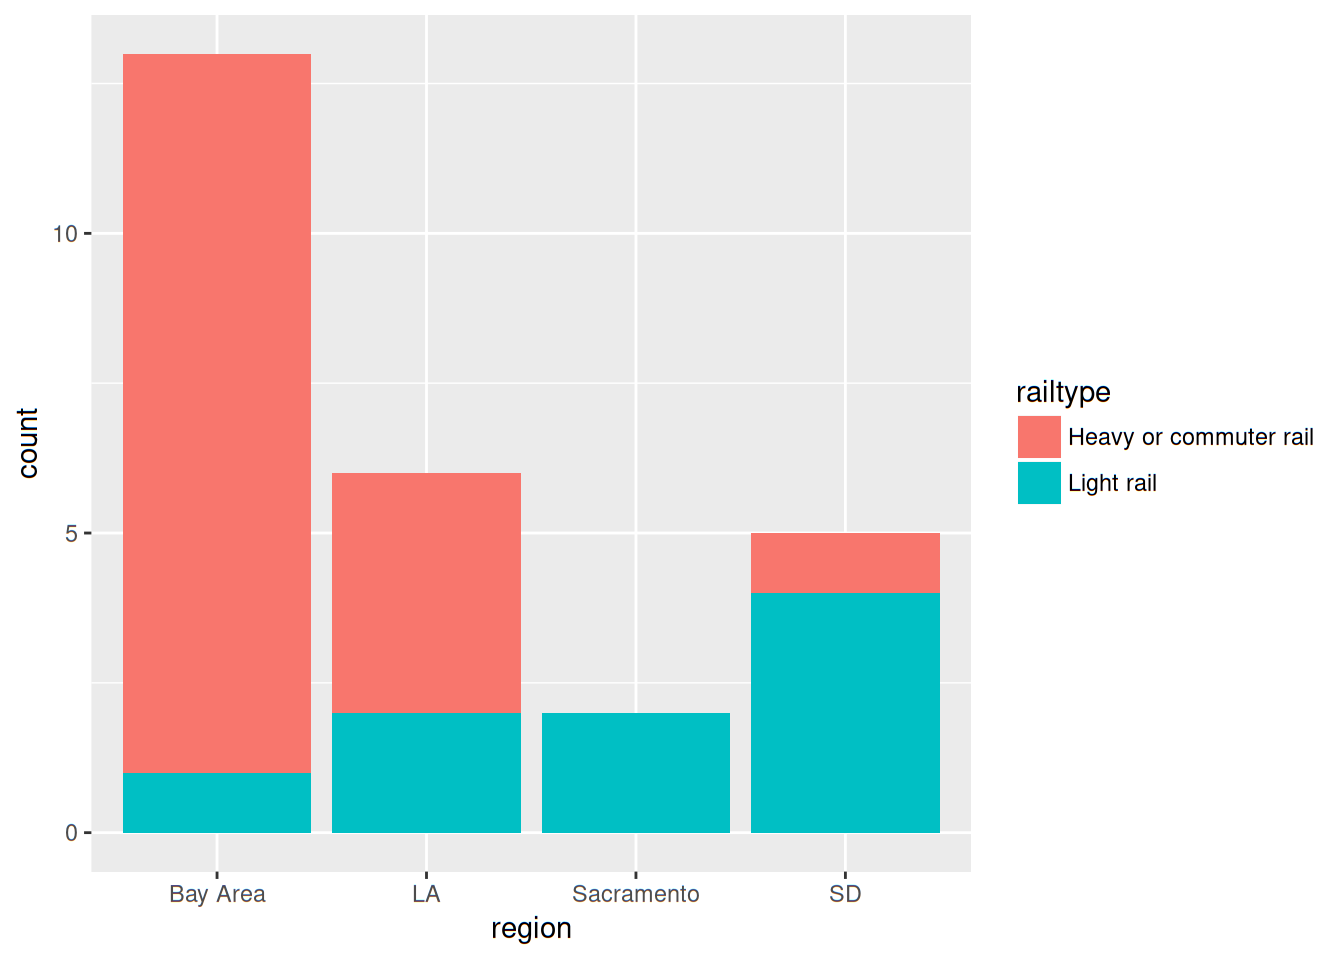 10
5
0
count
Bay Area
LA
Sacramento
SD
region
railtype
Heavy or commuter rail
Light rail